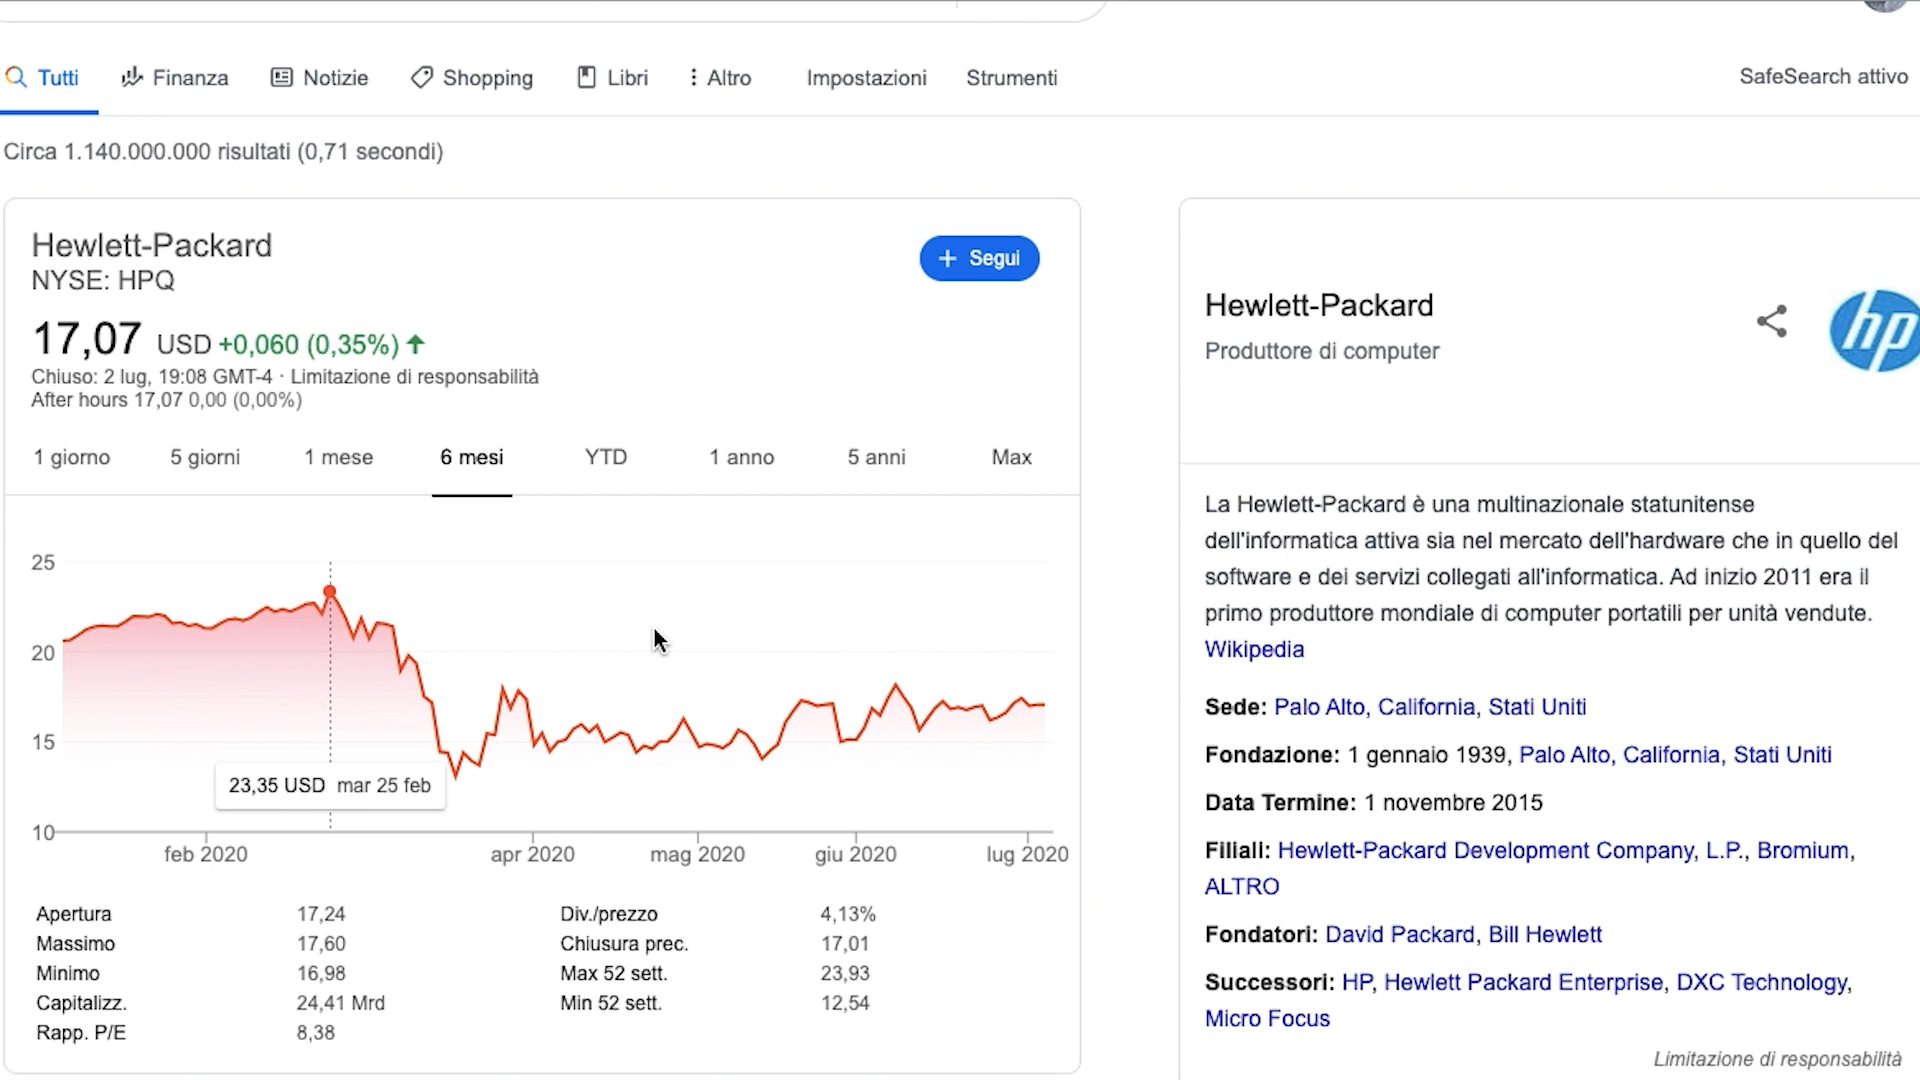 Tutti Finanza Notizie Shopping Libri Altro Impostazioni Strumenti SafeSearch attivo
Circa 1.140.000.000 risultati (0,71 secondi)
Hewlett-Packard
NYSE: HPQ
+ Segui
17,07 USD +0,060 (0,35%)
Chiuso: 2 lug, 19:08 GMT-4 · Limitazione di responsabilità
After hours 17,07 0,00 (0,00%)
1 giorno 5 giorni 1 mese 6 mesi YTD 1 anno 5 anni Max
25
20
15
23,35 USD mar 25 feb
10
feb 2020 apr 2020 mag 2020 giu 2020 lug 2020
Apertura 17,24 Div./prezzo 4,13%
Massimo 17,60 Chiusura prec. 17,01
Minimo 16,98 Max 52 sett. 23,93
Capitalizz. 24,41 Mrd Min 52 sett. 12,54
Rapp. P/E 8,38
Hewlett-Packard
Produttore di computer
hp
La Hewlett-Packard è una multinazionale statunitense
dell'informatica attiva sia nel mercato dell'hardware che in quello del
software e dei servizi collegati all'informatica. Ad inizio 2011 era il
primo produttore mondiale di computer portatili per unità vendute.
Wikipedia
Sede: Palo Alto, California, Stati Uniti
Fondazione: 1 gennaio 1939, Palo Alto, California, Stati Uniti
Data Termine: 1 novembre 2015
Filiali: Hewlett-Packard Development Company, L.P., Bromium,
ALTRO
Fondatori: David Packard, Bill Hewlett
Successori: HP, Hewlett Packard Enterprise, DXC Technology,
Micro Focus
Limitazione di responsabilità